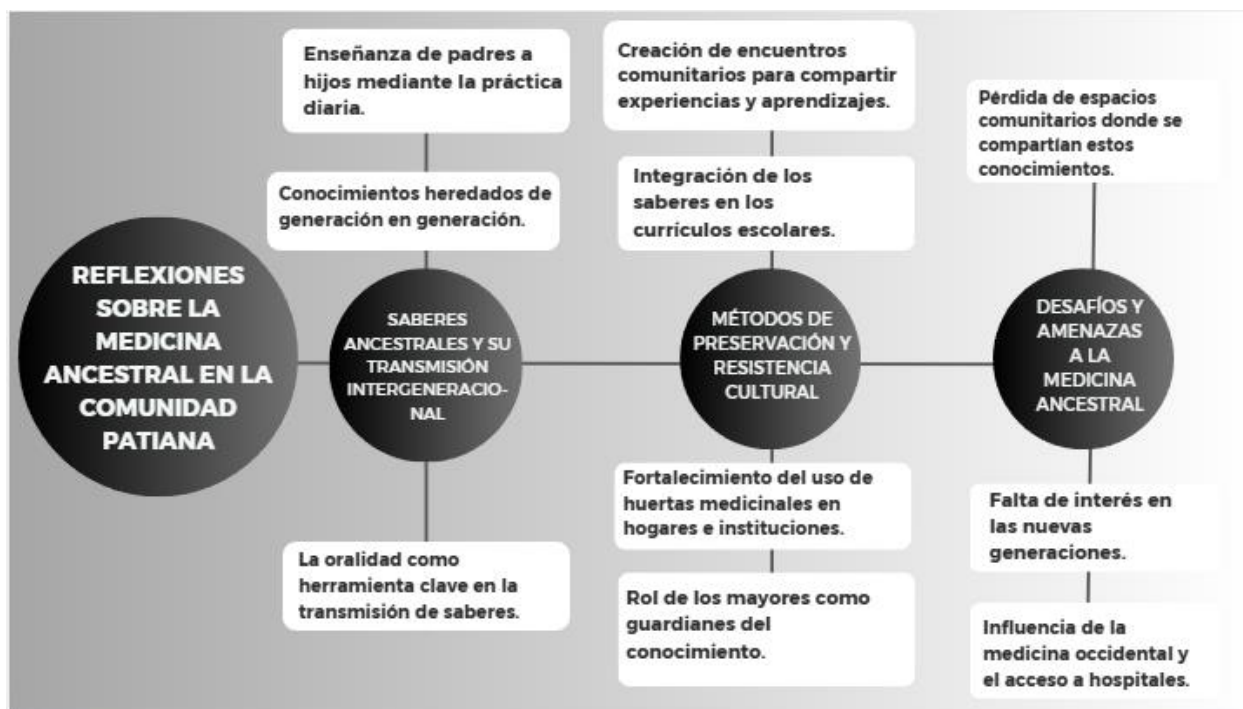 REFLEXIONES
SOBRE LA
MEDICINA
ANCESTRAL EN LA
COMUNIDAD
PATIANA
Enseñanza de padres a
hijos mediante la práctica
diaria.
Conocimientos heredados de
generación en generación.
SABERES
ANCESTRALES Y SU
TRANSMISIÓN
INTERGENERACIO-
NAL
La oralidad como
herramienta clave en la
transmisión de saberes.
Creación de encuentros
comunitarios para compartir
experiencias y aprendizajes.
Integración de los
saberes en los
currículos escolares.
MÉTODOS DE
PRESERVACIÓN Y
RESISTENCIA
CULTURAL
Fortalecimiento del uso de
huertas medicinales en
hogares e instituciones.
Rol de los mayores como
guardianes del
conocimiento.
Pérdida de espacios
comunitarios donde se
compartían estos
conocimientos.
DESAFÍOS Y
AMENAZAS
A LA
MEDICINA
ANCESTRAL
Falta de interés en
las nuevas
generaciones.
Influencia de la
medicina occidental y
el acceso a hospitales.